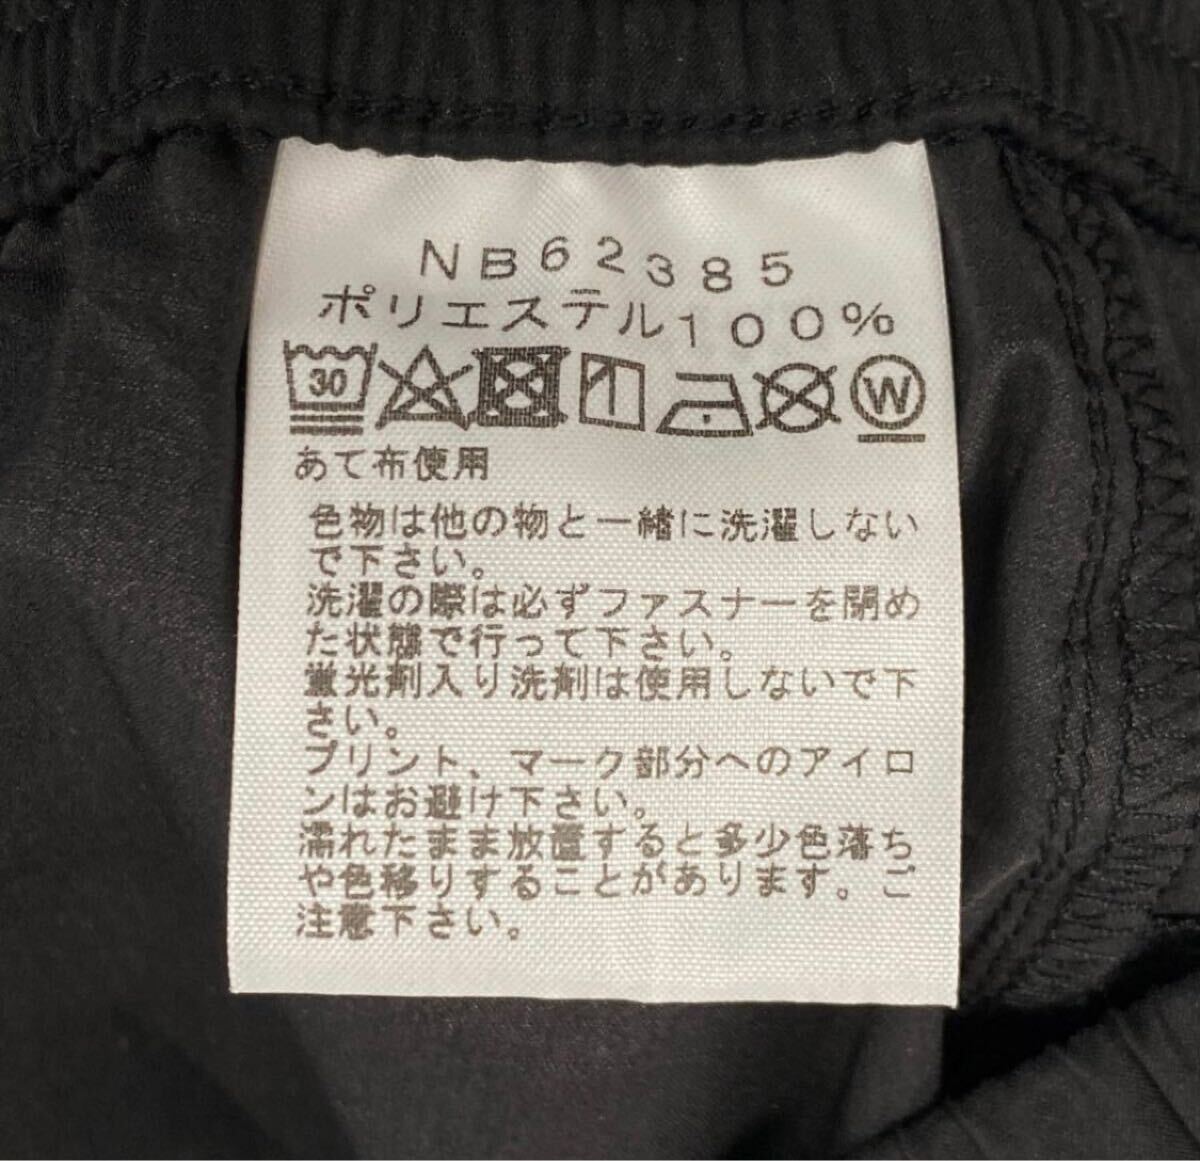 NB62385
ポリエステル100%
30 W
あて布使用
色物は他の物と一緒に洗濯しない
で下さい。
洗濯の際は必ずファスナーを閉め
た状態で行って下さい。
蛍光剤入り洗剤は使用しないで下
さい。
プリント、マーク部分へのアイロ
ンはお避け下さい。
濡れたまま放置すると多少色落ち
や色移りすることがあります。ご
注意下さい。